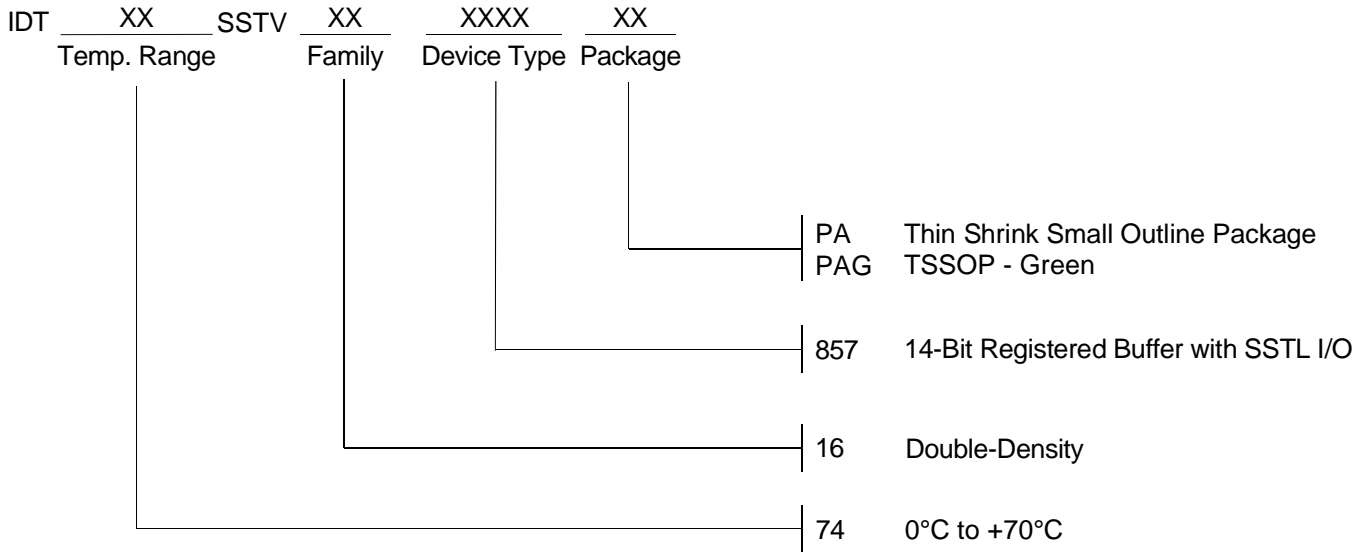 IDT XX SSTV XX XXXX XX
Temp. Range Family Device Type Package
PA Thin Shrink Small Outline Package
PAG TSSOP - Green
857 14-Bit Registered Buffer with SSTL I/O
16 Double-Density
74 0°C to +70°C